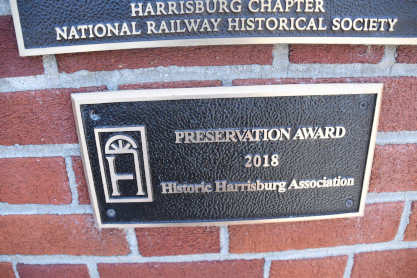 HARRISBURG CHAPTER
NATIONAL RAILWAY HISTORICAL SOCIETY
PRESERVATION AWARD
2018
Historic Harrisburg Association
H